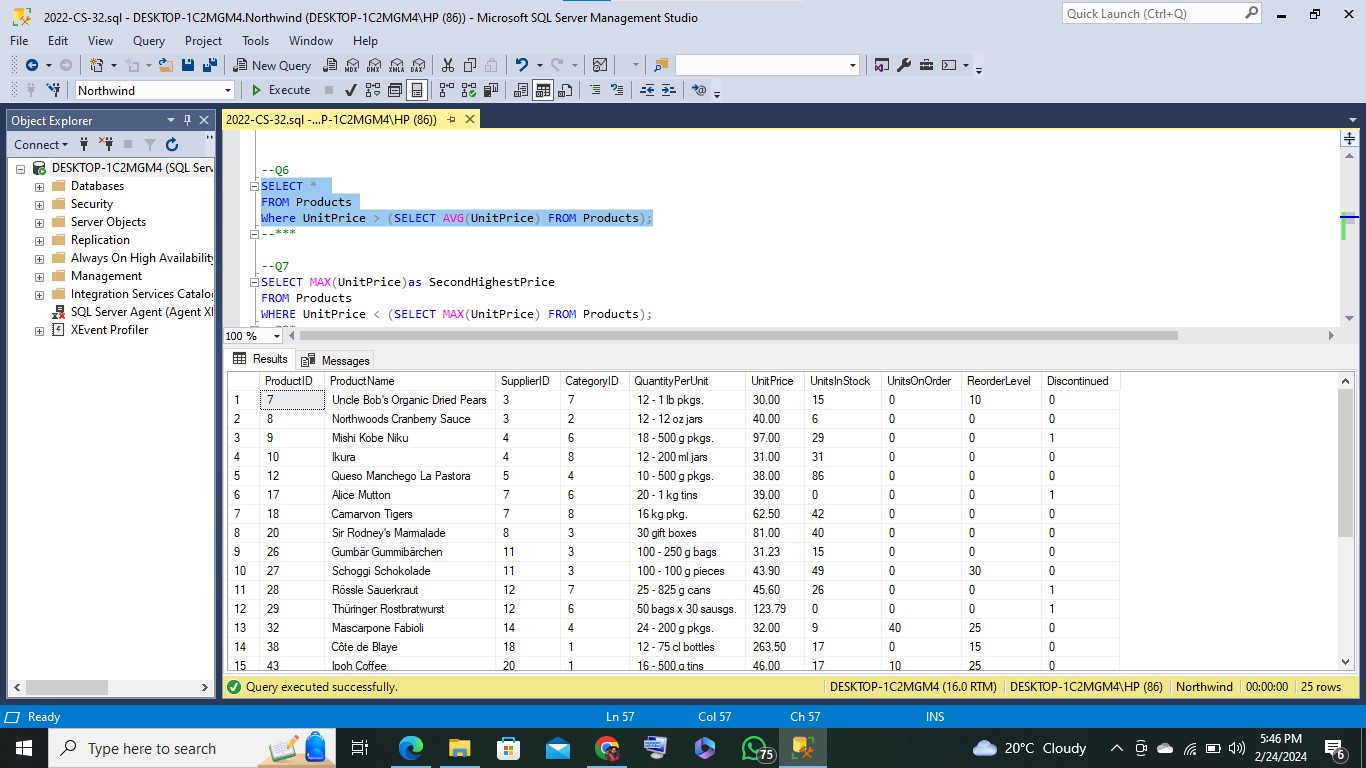 2022-CS-32.sql - DESKTOP-1C2MGM4.Northwind (DESKTOP-1C2MGM4\HP (86)) - Microsoft SQL Server Management Studio
Quick Launch (Ctrl+Q)
File Edit View Query Project Tools Window Help
New Query MDX DMX XMLA DAX
Northwind Execute
Object Explorer
2022-CS-32.sql -...P-1C2MGM4\HP (86))
Connect
DESKTOP-1C2MGM4 (SQL Serv
Databases
Security
Server Objects
Replication
Always On High Availability
Management
Integration Services Catalo
SQL Server Agent (Agent XI
XEvent Profiler
--Q6
SELECT *
FROM Products
Where UnitPrice > (SELECT AVG(UnitPrice) FROM Products);
--***
--Q7
SELECT MAX(UnitPrice)as SecondHighestPrice
FROM Products
WHERE UnitPrice < (SELECT MAX(UnitPrice) FROM Products);
100 %
Results Messages
ProductID ProductName SupplierID CategoryID QuantityPerUnit UnitPrice UnitsInStock UnitsOnOrder ReorderLevel Discontinued
1 7 Uncle Bob's Organic Dried Pears 3 7 12 - 1 lb pkgs. 30.00 15 0 10 0
2 8 Northwoods Cranberry Sauce 3 2 12 - 12 oz jars 40.00 6 0 0 0
3 9 Mishi Kobe Niku 4 6 18 - 500 g pkgs. 97.00 29 0 0 1
4 10 Ikura 4 8 12 - 200 ml jars 31.00 31 0 0 0
5 12 Queso Manchego La Pastora 5 4 10 - 500 g pkgs. 38.00 86 0 0 0
6 17 Alice Mutton 7 6 20 - 1 kg tins 39.00 0 0 0 1
7 18 Carnarvon Tigers 7 8 16 kg pkg. 62.50 42 0 0 0
8 20 Sir Rodney's Marmalade 8 3 30 gift boxes 81.00 40 0 0 0
9 26 Gumbär Gummibärchen 11 3 100 - 250 g bags 31.23 15 0 0 0
10 27 Schoggi Schokolade 11 3 100 - 100 g pieces 43.90 49 0 30 0
11 28 Rössle Sauerkraut 12 7 25 - 825 g cans 45.60 26 0 0 1
12 29 Thüringer Rostbratwurst 12 6 50 bags x 30 sausgs. 123.79 0 0 0 1
13 32 Mascarpone Fabioli 14 4 24 - 200 g pkgs. 32.00 9 40 25 0
14 38 Côte de Blaye 18 1 12 - 75 cl bottles 263.50 17 0 15 0
15 43 Ipoh Coffee 20 1 16 - 500 g tins 46.00 17 10 25 0
Query executed successfully. DESKTOP-1C2MGM4 (16.0 RTM) DESKTOP-1C2MGM4\HP (86) Northwind 00:00:00 25 rows
Ready Ln 57 Col 57 Ch 57 INS
Type here to search 75 20°C Cloudy 5:46 PM
2/24/2024 6